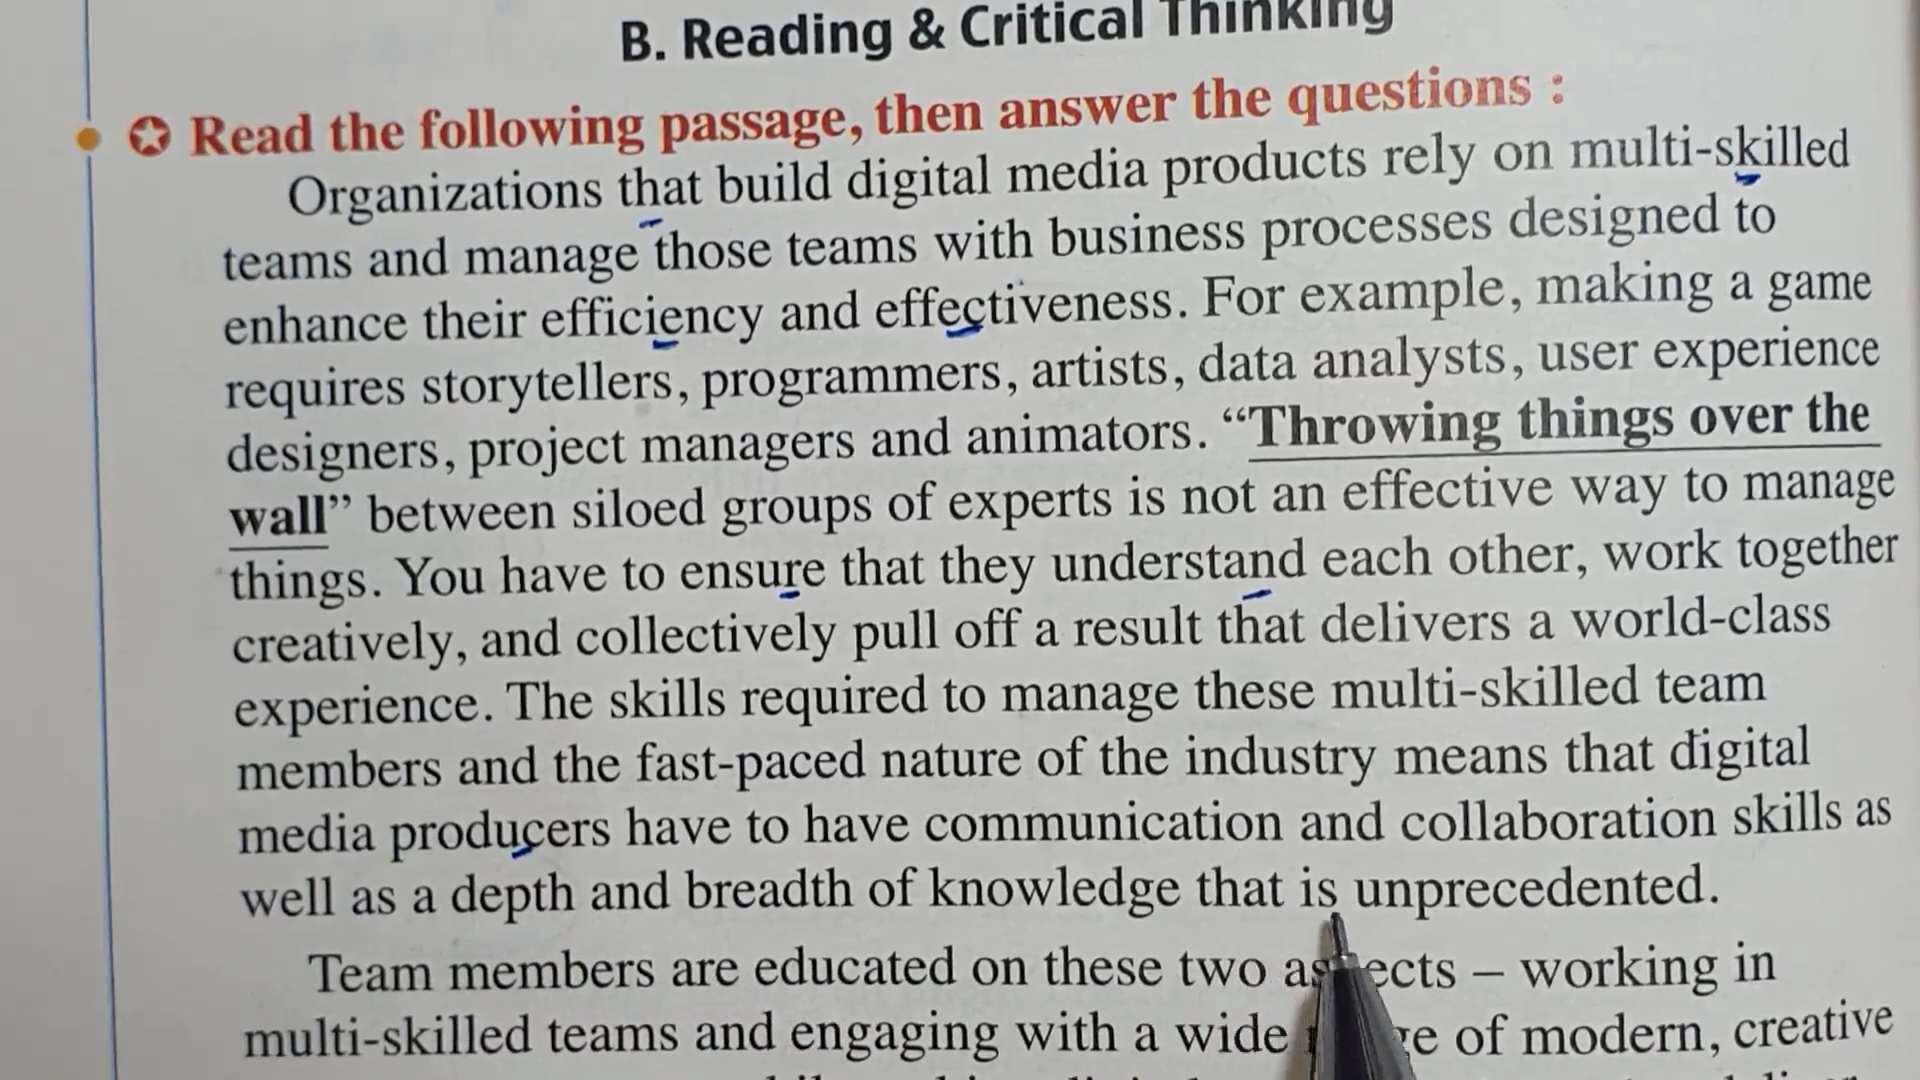 B. Reading & Critical Thinking
Read the following passage, then answer the questions :
Organizations that build digital media products rely on multi-skilled
teams and manage those teams with business processes designed to
enhance their efficiency and effectiveness. For example, making a game
requires storytellers, programmers, artists, data analysts, user experience
designers, project managers and animators. “Throwing things over the
wall” between siloed groups of experts is not an effective way to manage
things. You have to ensure that they understand each other, work together
creatively, and collectively pull off a result that delivers a world-class
experience. The skills required to manage these multi-skilled team
members and the fast-paced nature of the industry means that digital
media producers have to have communication and collaboration skills as
well as a depth and breadth of knowledge that is unprecedented.
Team members are educated on these two aspects – working in
multi-skilled teams and engaging with a wide range of modern, creative